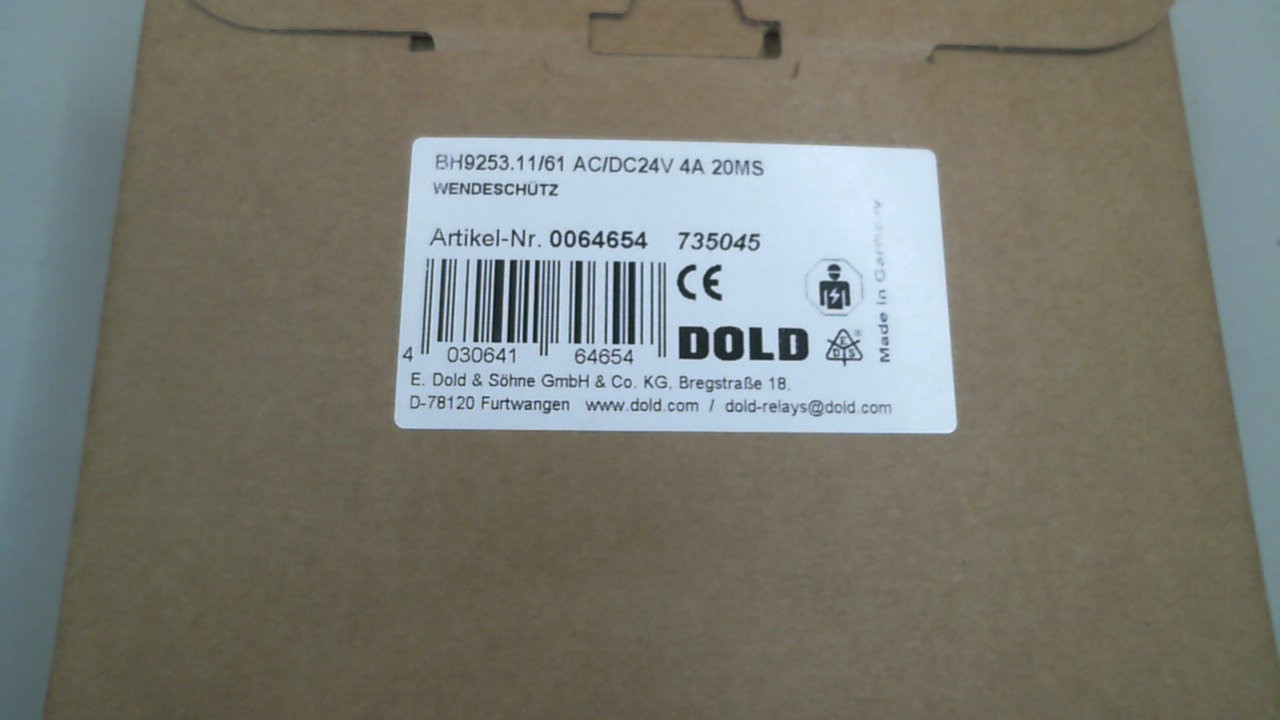 BH9253.11/61 AC/DC24V 4A 20MS
WENDESCHÜTZ
Artikel-Nr. 0064654 735045
CE
4 030641 64654
DOLD
EDS®
Made in Germany
E. Dold & Söhne GmbH & Co. KG. Bregstraße 18.
D-78120 Furtwangen www.dold.com / dold-relays@dold.com